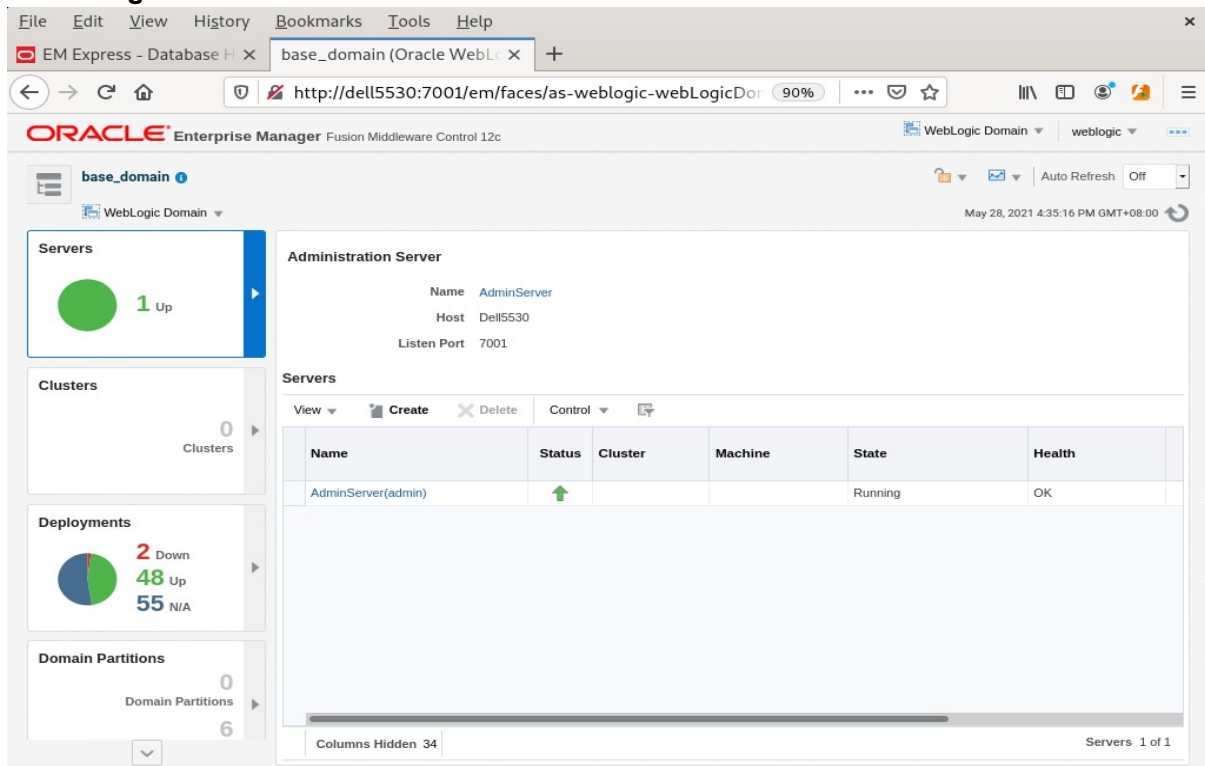 File Edit View History Bookmarks Tools Help
EM Express - Database H
base_domain (Oracle WebLo
http://dell5530:7001/em/faces/as-weblogic-webLogicDor 90%
ORACLE Enterprise Manager Fusion Middleware Control 12c
WebLogic Domain weblogic
base_domain
WebLogic Domain
Auto Refresh Off
May 28, 2021 4:35:16 PM GMT+08:00
Servers
1 Up
Clusters
0
Clusters
Deployments
2 Down
48 Up
55 N/A
Domain Partitions
0
Domain Partitions
6
Administration Server
Name AdminServer
Host Dell5530
Listen Port 7001
Servers
View Create Delete Control
Name Status Cluster Machine State Health
AdminServer(admin) Running OK
Columns Hidden 34
Servers 1 of 1